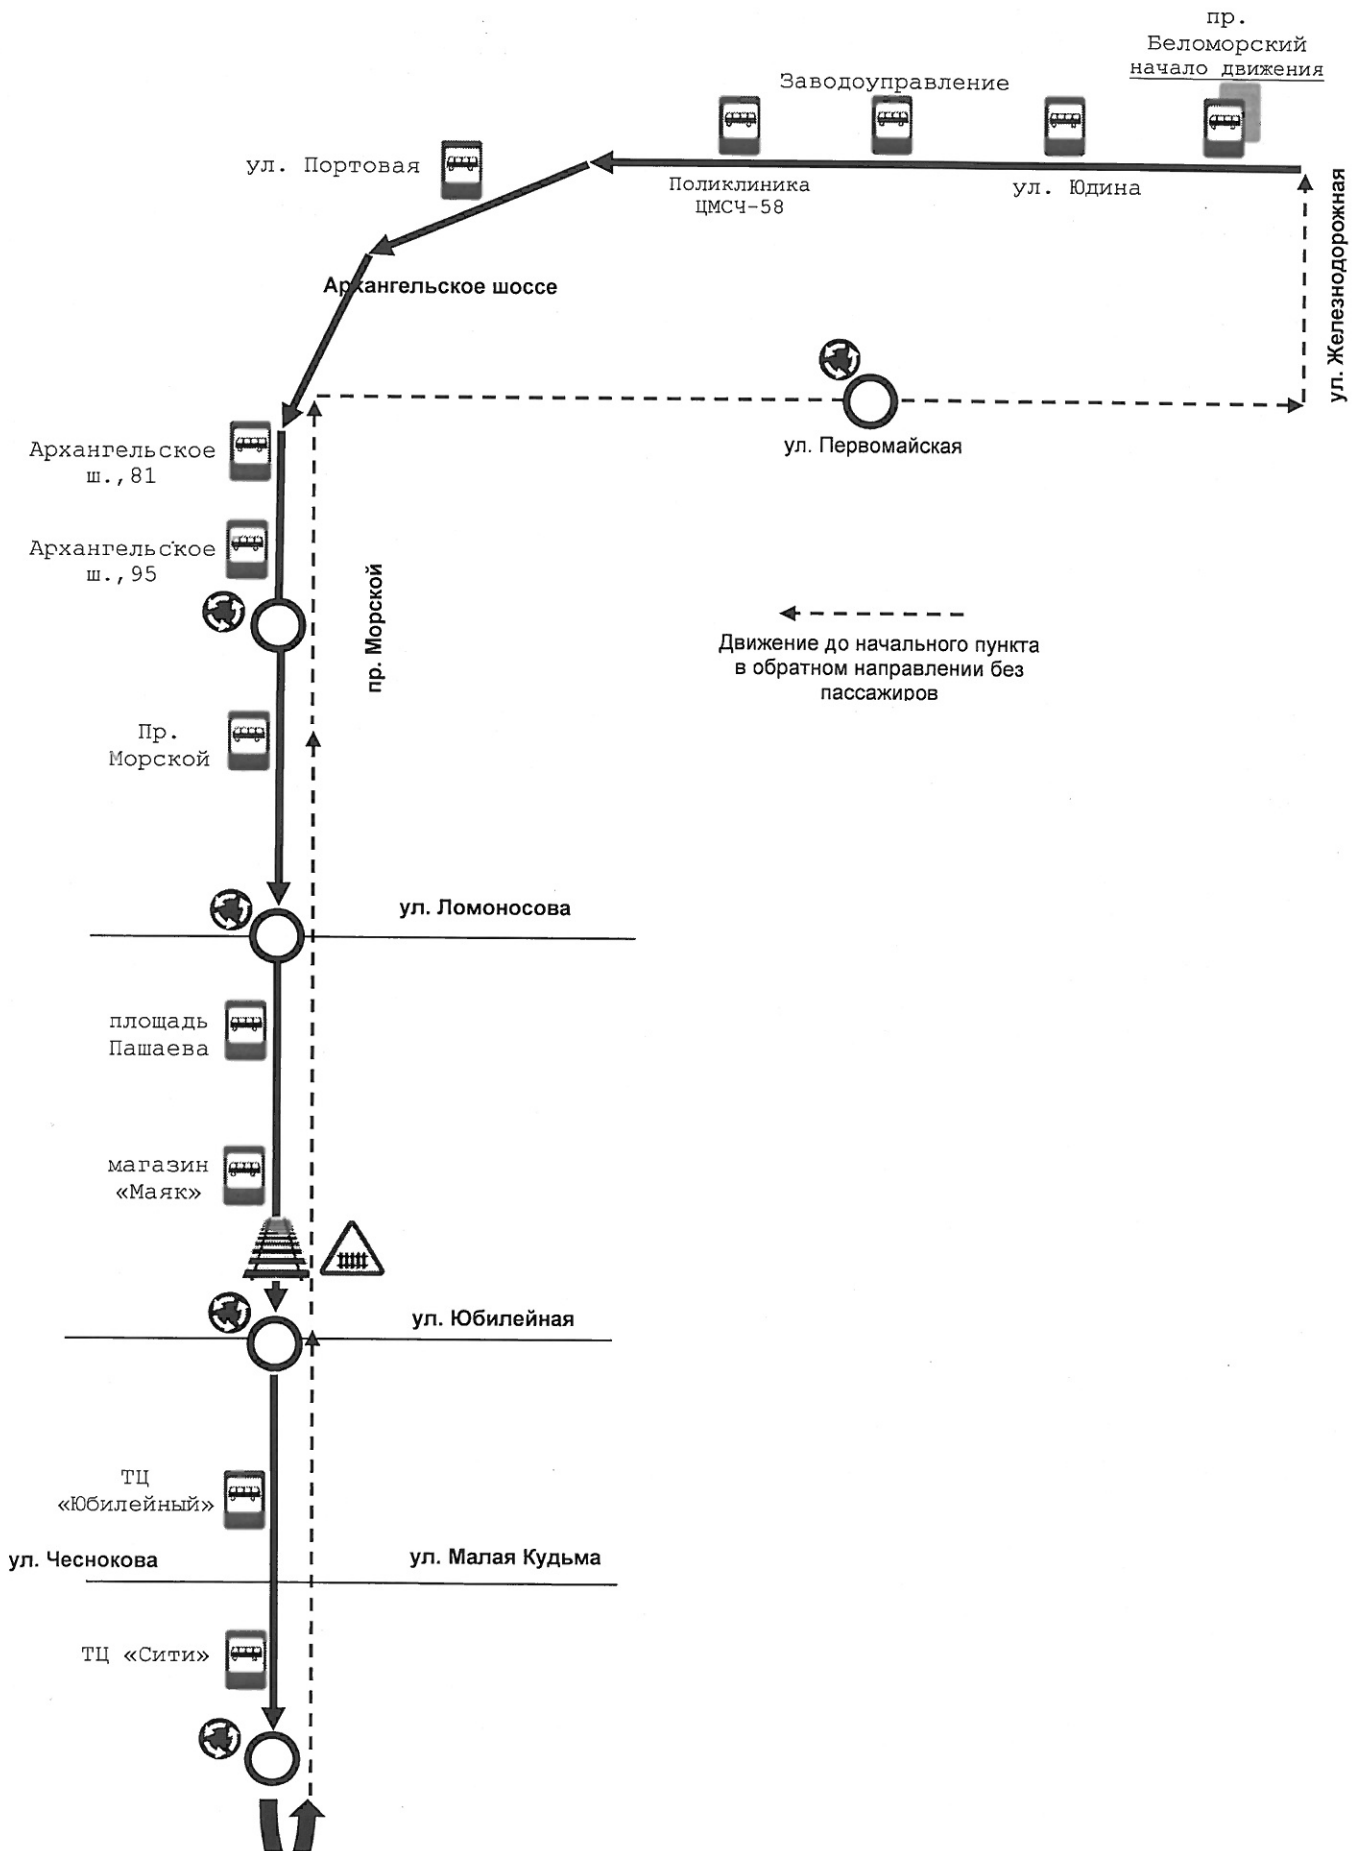 пр.
Беломорский
начало движения
Заводоуправление
ул. Портовая
Поликлиника
ЦМСЧ-58
ул. Юдина
ул. Железнодорожная
Архангельское шоссе
ул. Первомайская
Архангельское
ш.,81
Архангельское
ш.,95
пр. Морской
Движение до начального пункта
в обратном направлении без
пассажиров
Пр.
Морской
ул. Ломоносова
площадь
Пашаева
магазин
«Маяк»
ул. Юбилейная
ТЦ
«Юбилейный»
ул. Чеснокова
ул. Малая Кудьма
ТЦ «Сити»